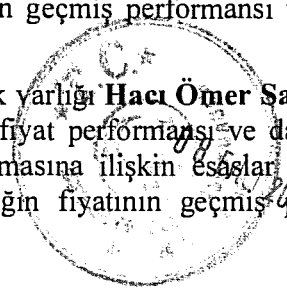 n geçmiş performansı
k varlığı Hacı Ömer Sa
fiyat performansı ve da
masına ilişkin esaslar
ğin fiyatının geçmiş